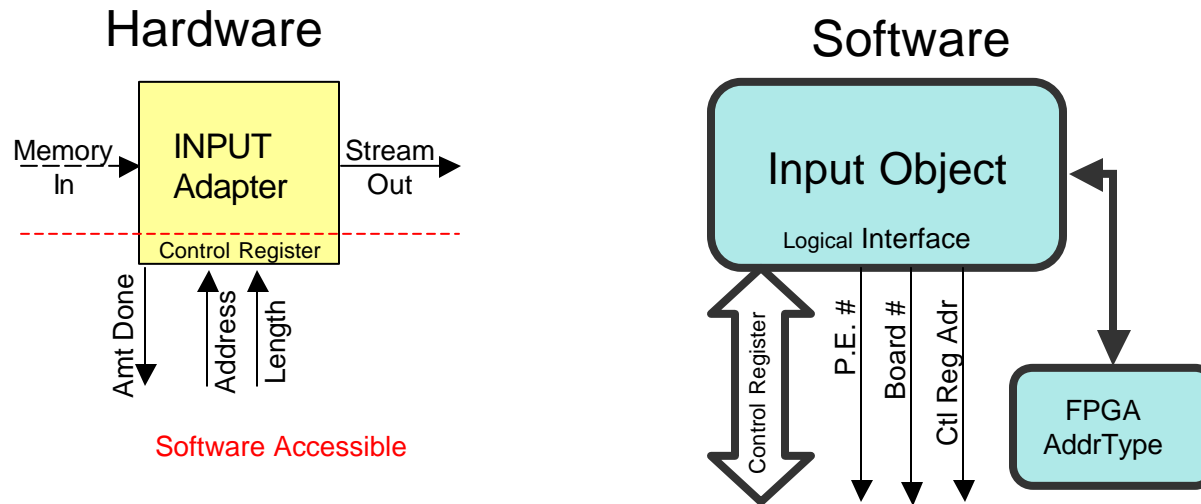 Hardware
Memory
In
INPUT
Adapter
Stream
Out
Control Register
Amt Done
Address
Length
Software Accessible
Software
Input Object
Logical Interface
Control Register
P.E. #
Board #
Ctl Reg Adr
FPGA
AddrType